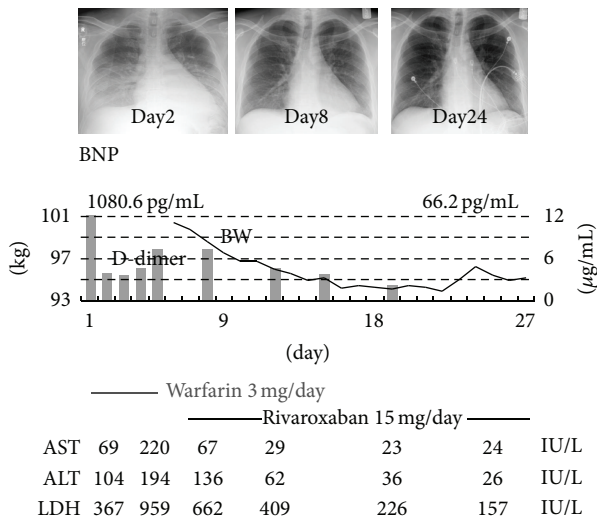 Day2 Day8 Day24
BNP
1080.6 pg/mL 66.2 pg/mL
101 12
BW
97 D-dimer 6
93 0
(kg) (µg/mL)
1 9 18 27
(day)
Warfarin 3 mg/day
Rivaroxaban 15 mg/day
AST 69 220 67 29 23 24 IU/L
ALT 104 194 136 62 36 26 IU/L
LDH 367 959 662 409 226 157 IU/L